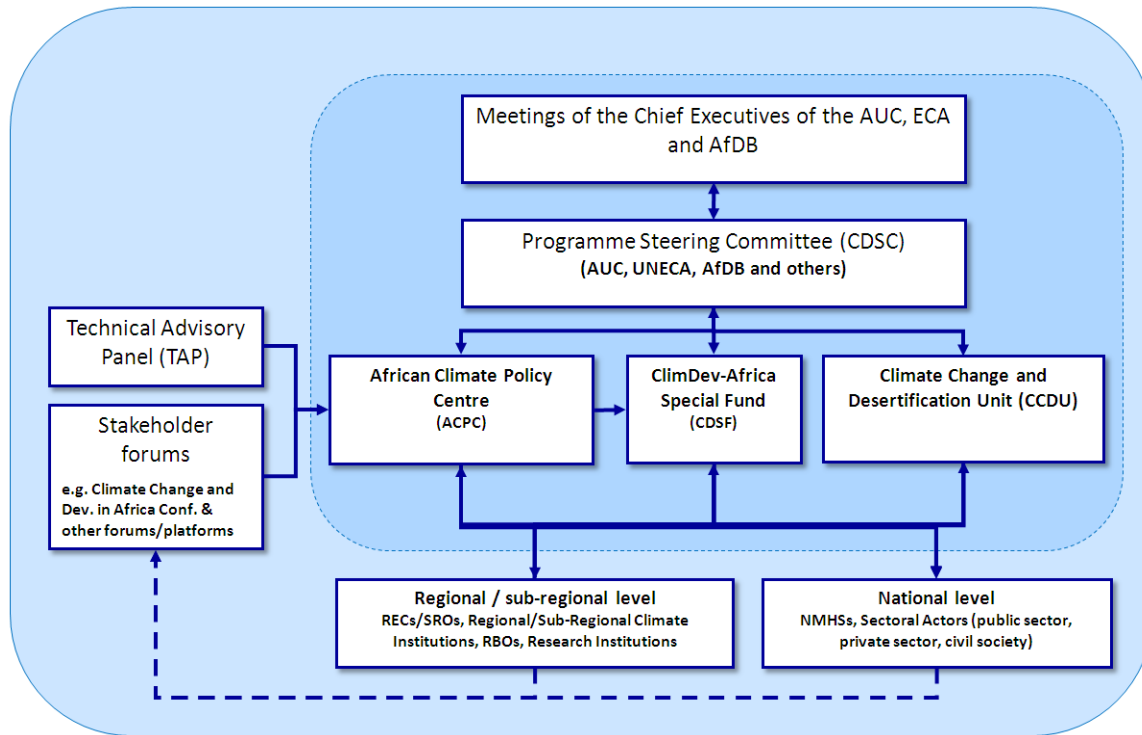 Meetings of the Chief Executives of the AUC, ECA
and AfDB
Programme Steering Committee (CDSC)
(AUC, UNECA, AfDB and others)
Technical Advisory
Panel (TAP)
African Climate Policy
Centre
(ACPC)
ClimDev-Africa
Special Fund
(CDSF)
Climate Change and
Desertification Unit (CCDU)
Stakeholder
forums
e.g. Climate Change and
Dev. in Africa Conf. &
other forums/platforms
Regional / sub-regional level
RECs/SROs, Regional/Sub-Regional Climate
Institutions, RBOs, Research Institutions
National level
NMHSs, Sectoral Actors (public sector,
private sector, civil society)